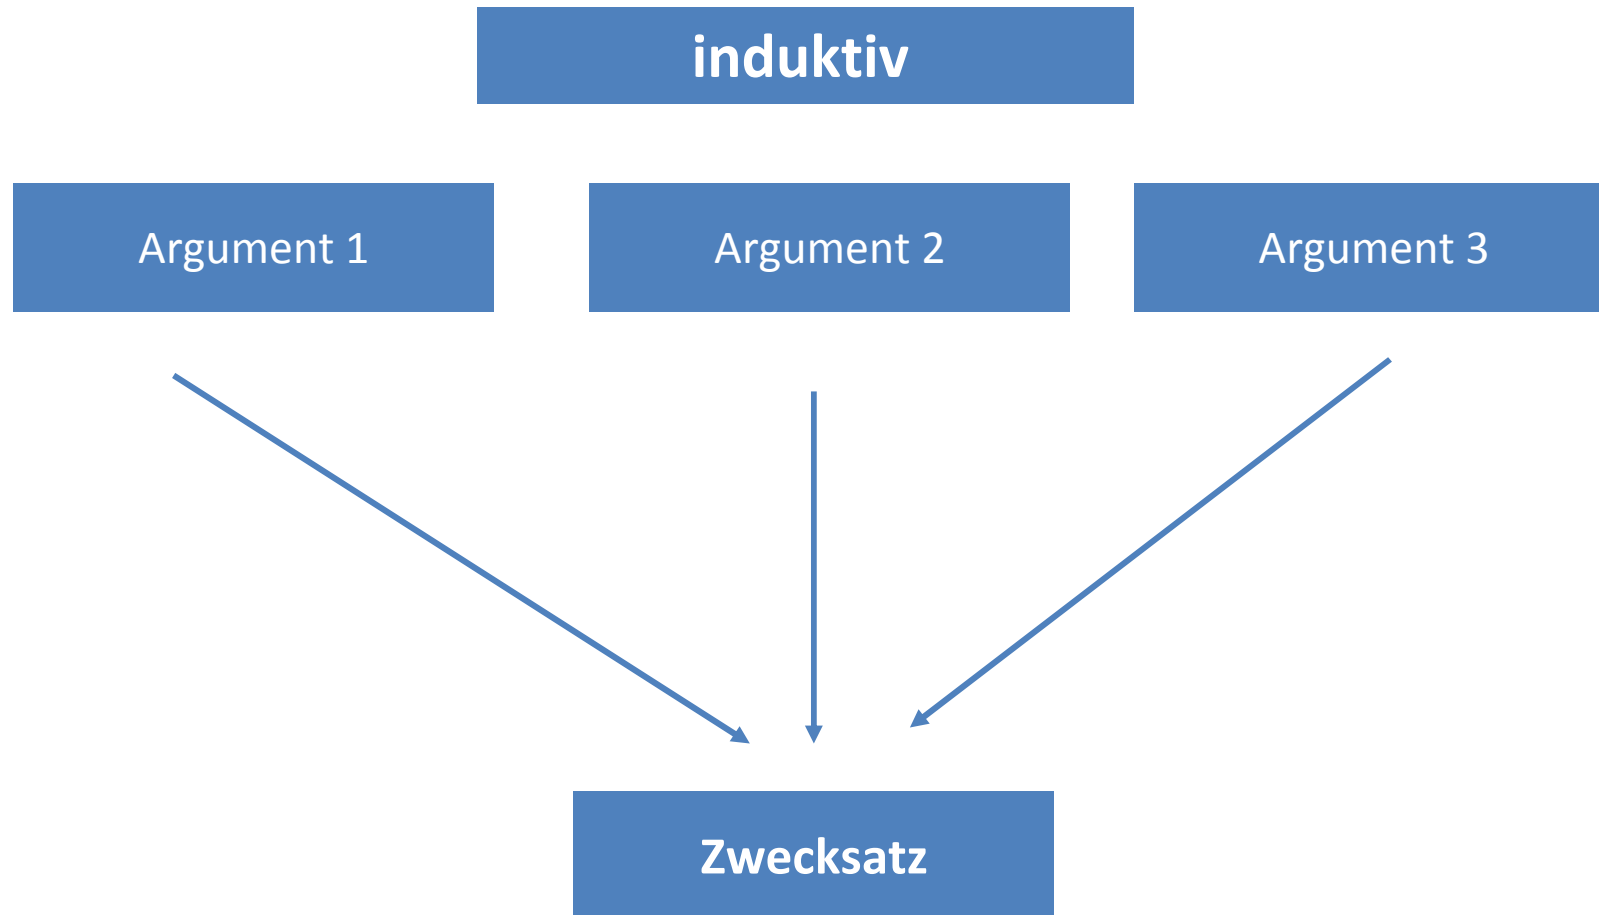 induktiv
Argument 1
Argument 2
Argument 3
Zwecksatz